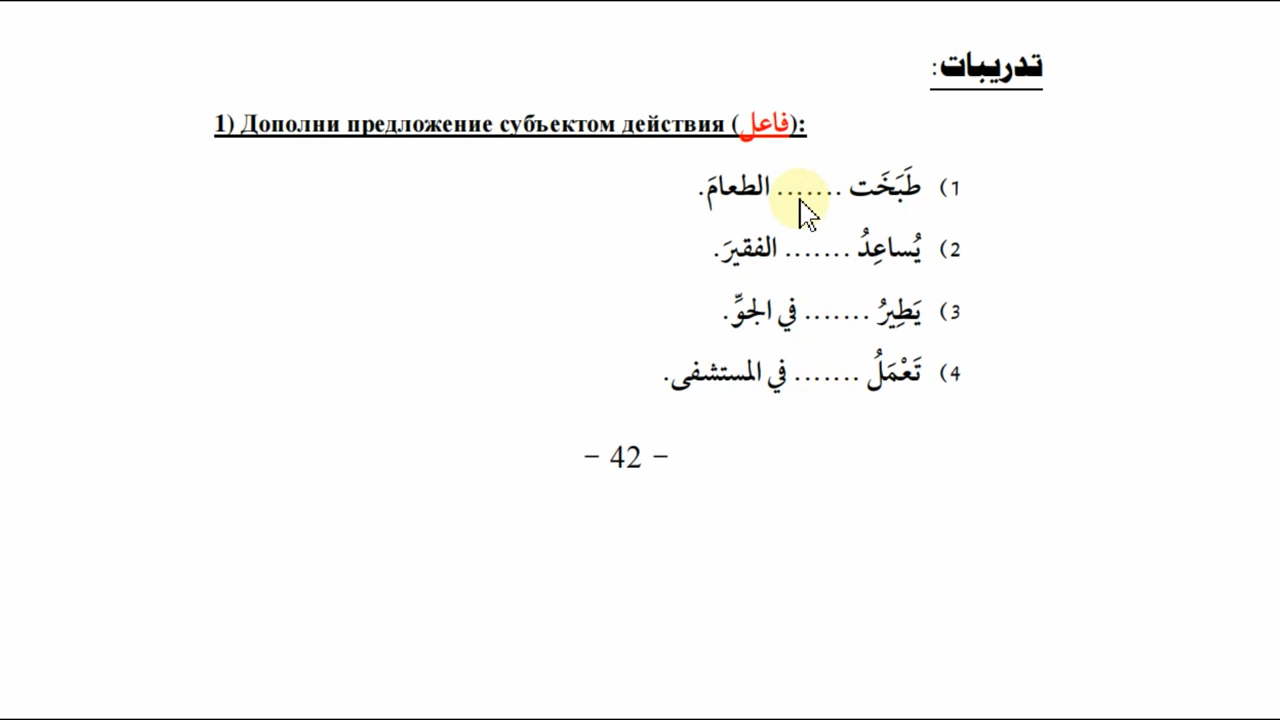 تدريبات:
1) Дополни предложение субъектом действия (فاعل):
1) طَبَخَت ....... الطعامَ.
2) يُساعِدُ ....... الفقيرَ.
3) يَطِيرُ ....... في الجوِّ.
4) تَعْمَلُ ....... في المستشفى.
- 42 -